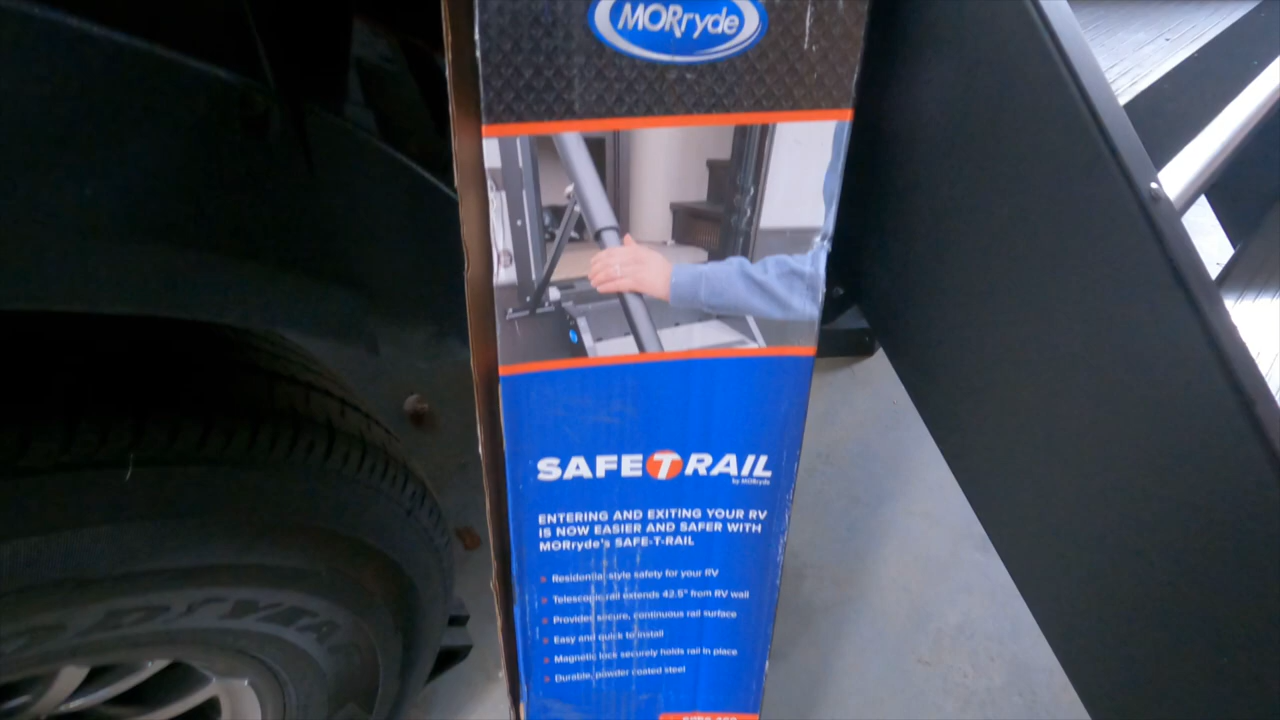 MORryde
SAFE T RAIL
by MORryde
ENTERING AND EXITING YOUR RV
IS NOW EASIER AND SAFER WITH
MORryde's SAFE-T-RAIL
Residential style safety for your RV
Telescopic rail extends 42.5" from RV wall
Provides secure, continuous rail surface
Easy and quick to install
Magnetic lock securely holds rail in place
Durable, powder coated steel